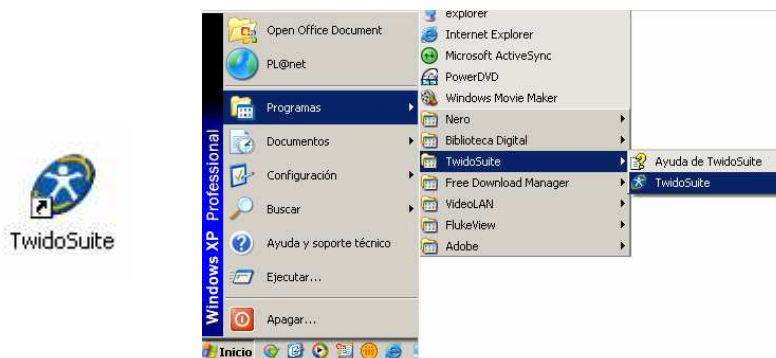 TwidoSuite
Windows XP Professional
Open Office Document
PL@net
Programas
Documentos
Configuración
Buscar
Ayuda y soporte técnico
Ejecutar...
Apagar...
Inicio
explorer
Internet Explorer
Microsoft ActiveSync
PowerDVD
Windows Movie Maker
Nero
Biblioteca Digital
TwidoSuite
Free Download Manager
VideoLAN
FlukeView
Adobe
Ayuda de TwidoSuite
TwidoSuite